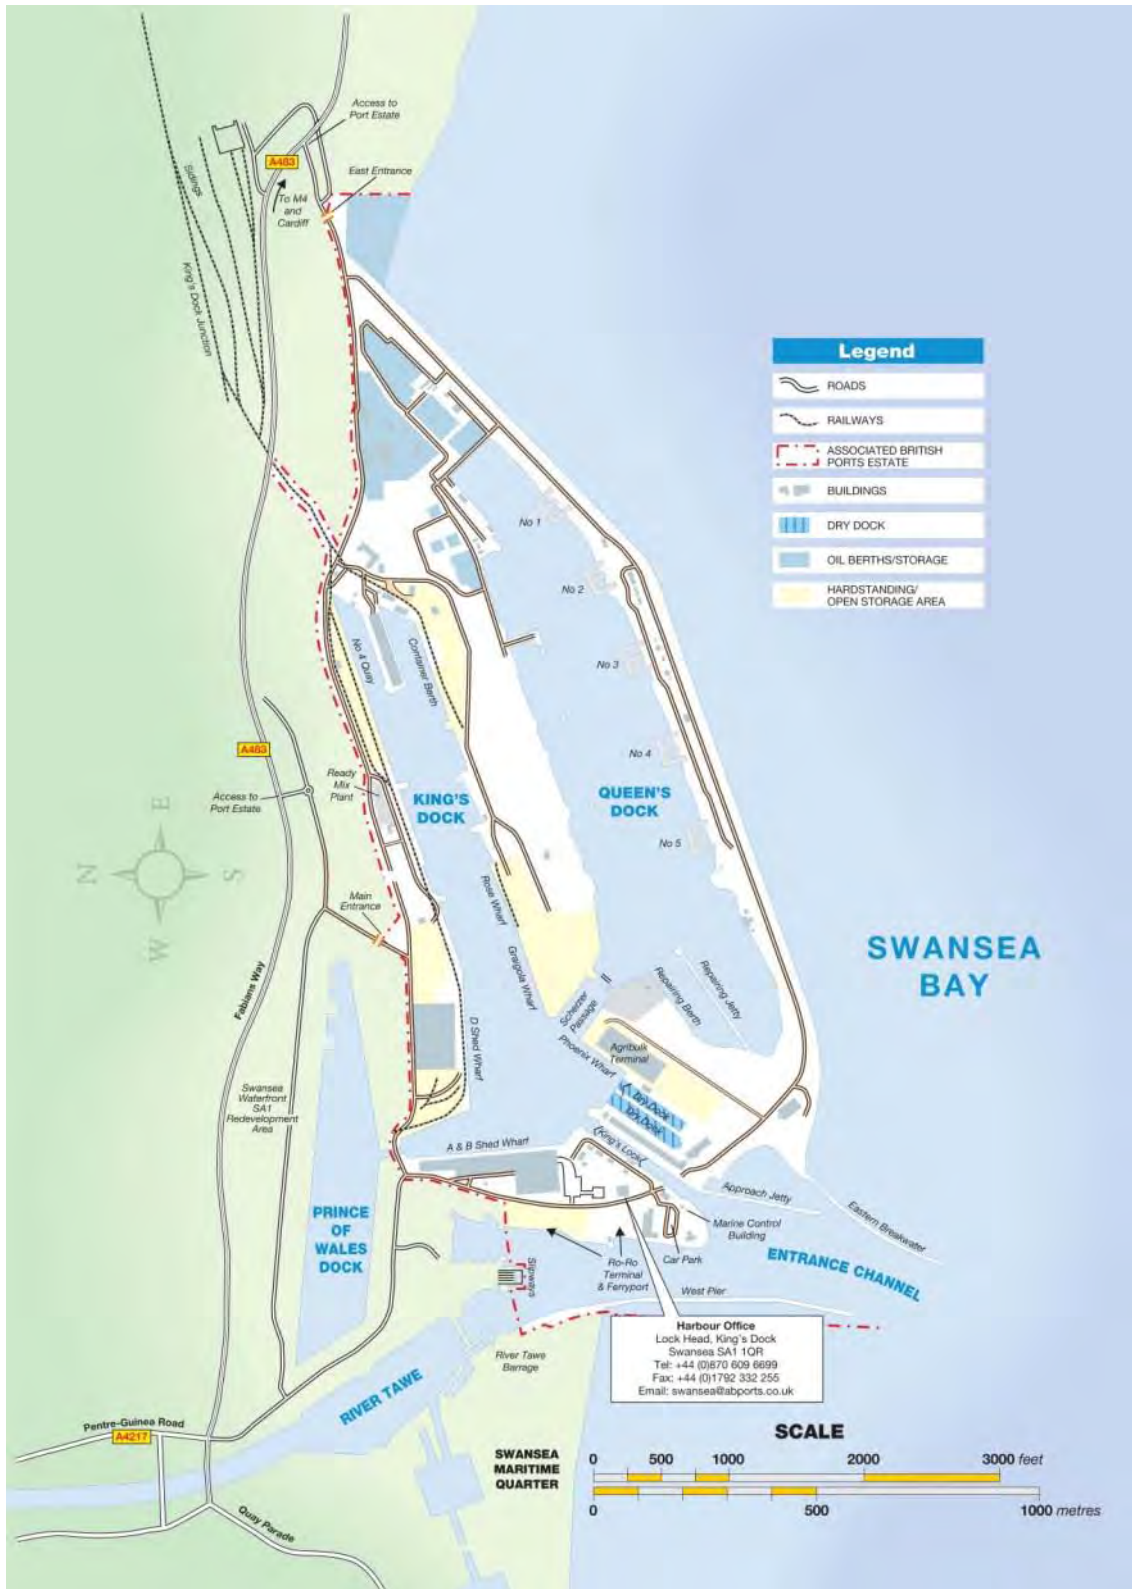 Access to
Port Estate
A483
East Entrance
Sidings
To M4
and
Cardiff
King's Dock Junction
Legend
ROADS
RAILWAYS
ASSOCIATED BRITISH
PORTS ESTATE
BUILDINGS
DRY DOCK
OIL BERTHS/STORAGE
HARDSTANDING/
OPEN STORAGE AREA
No 1
No 2
No 3
No 4
No 5
No 4 Quay
Container Berth
A483
Access to
Port Estate
Ready
Mix
Plant
KING'S
DOCK
QUEEN'S
DOCK
N
E
S
W
Main
Entrance
Rose Wharf
Graigola Wharf
SWANSEA
BAY
Fabians Way
D Shed Wharf
Scherzer
Passage
Repairing Berth
Repairing Jetty
Phoenix Wharf
Agribulk
Terminal
Dry Dock
Dry Dock
King's Lock
Swansea
Waterfront
SA1
Redevelopment
Area
A & B Shed Wharf
PRINCE
OF
WALES
DOCK
Approach Jetty
Eastern Breakwater
Marine Control
Building
ENTRANCE CHANNEL
Car Park
Ro-Ro
Terminal
& Ferryport
Slipways
West Pier
Harbour Office
Lock Head, King's Dock
Swansea SA1 1QR
Tel: +44 (0)870 609 6699
Fax: +44 (0)1792 332 255
Email: swansea@abports.co.uk
River Tawe
Barrage
RIVER TAWE
Pentre-Guinea Road
A4217
Quay Parade
SWANSEA
MARITIME
QUARTER
SCALE
0 500 1000 2000 3000 feet
0 500 1000 metres